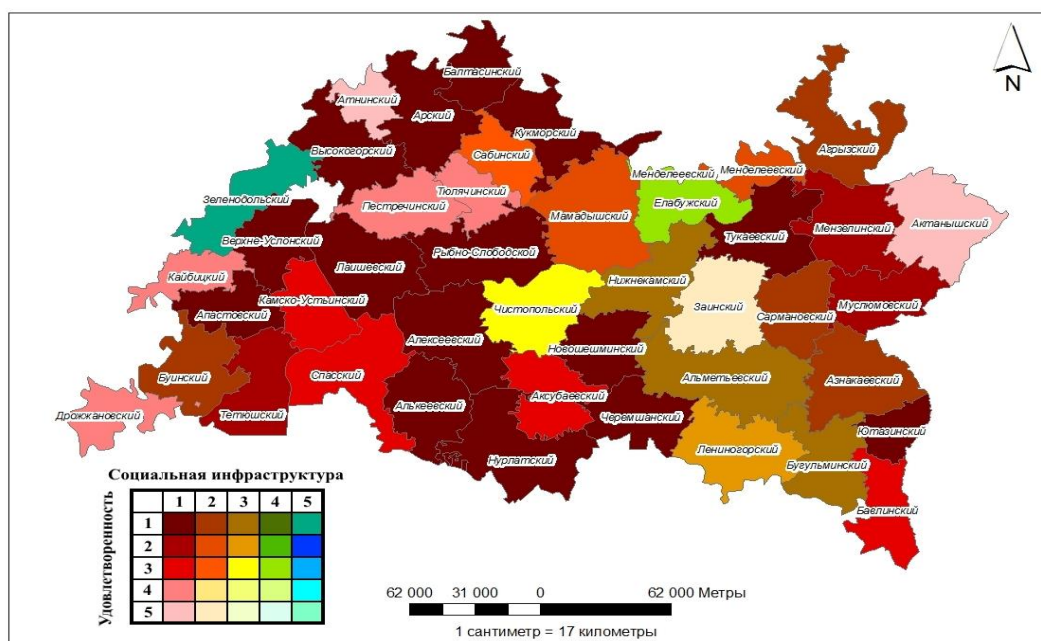 N
Балтасинский
Атнинский
Арский
Кукморский
Высокогорский
Сабинский
Агрызский
Менделеевский
Менделеевский
Тюлячинский
Зеленодольский
Пестречинский
Елабужский
Мамадышский
Актанышский
Верхне-Услонский
Тукаевский
Мензелинский
Рыбно-Слободской
Лаишевский
Кайбицкий
Нижнекамский
Камско-Устьинский
Чистопольский
Заинский
Муслюмовский
Апастовский
Сармановский
Алексеевский
Новошешминский
Буинский
Спасский
Альметьевский
Азнакаевский
Аксубаевский
Дрожжановский
Тетюшский
Алькеевский
Черемшанский
Ютазинский
Лениногорский
Нурлатский
Бугульминский
Бавлинский
Социальная инфраструктура
Удовлетворенность
1 2 3 4 5
1
2
3
4
5
62 000 31 000 0 62 000 Метры
1 сантиметр = 17 километры